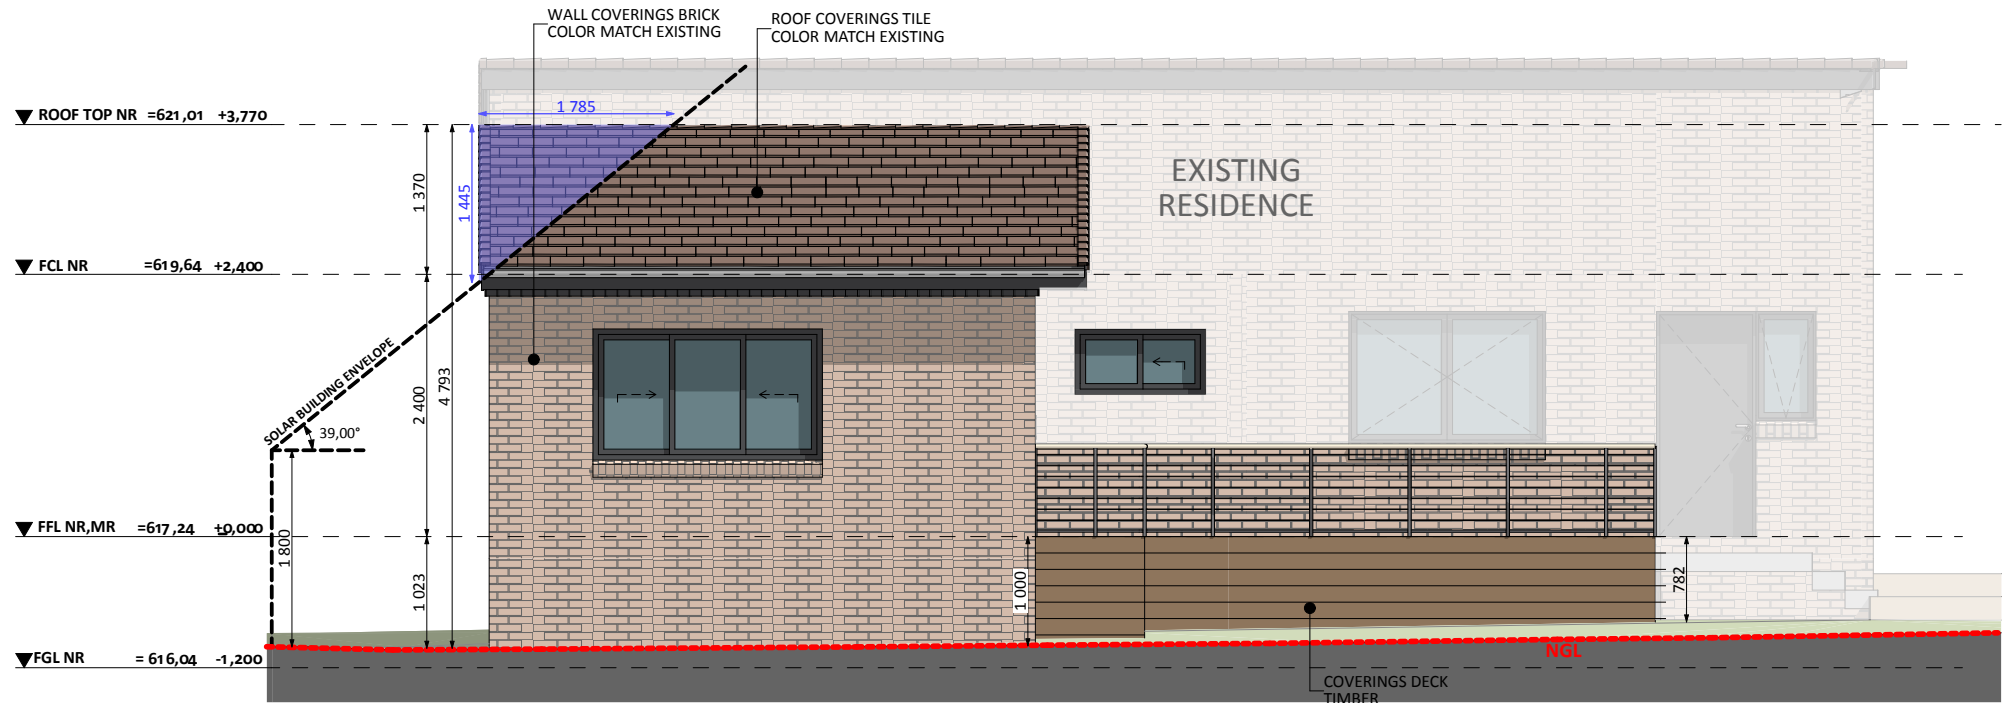 WALL COVERINGS BRICK
COLOR MATCH EXISTING
ROOF COVERINGS TILE
COLOR MATCH EXISTING
1 785
ROOF TOP NR =621,01 +3,770
1 370
1 445
EXISTING
RESIDENCE
FCL NR =619,64 +2,400
SOLAR BUILDING ENVELOPE
39,00°
2 400
4 793
FFL NR,MR =617,24 +0,000
1 800
1 023
1 000
782
NGL
FGL NR = 616,04 -1,200
COVERINGS DECK
TIMBER